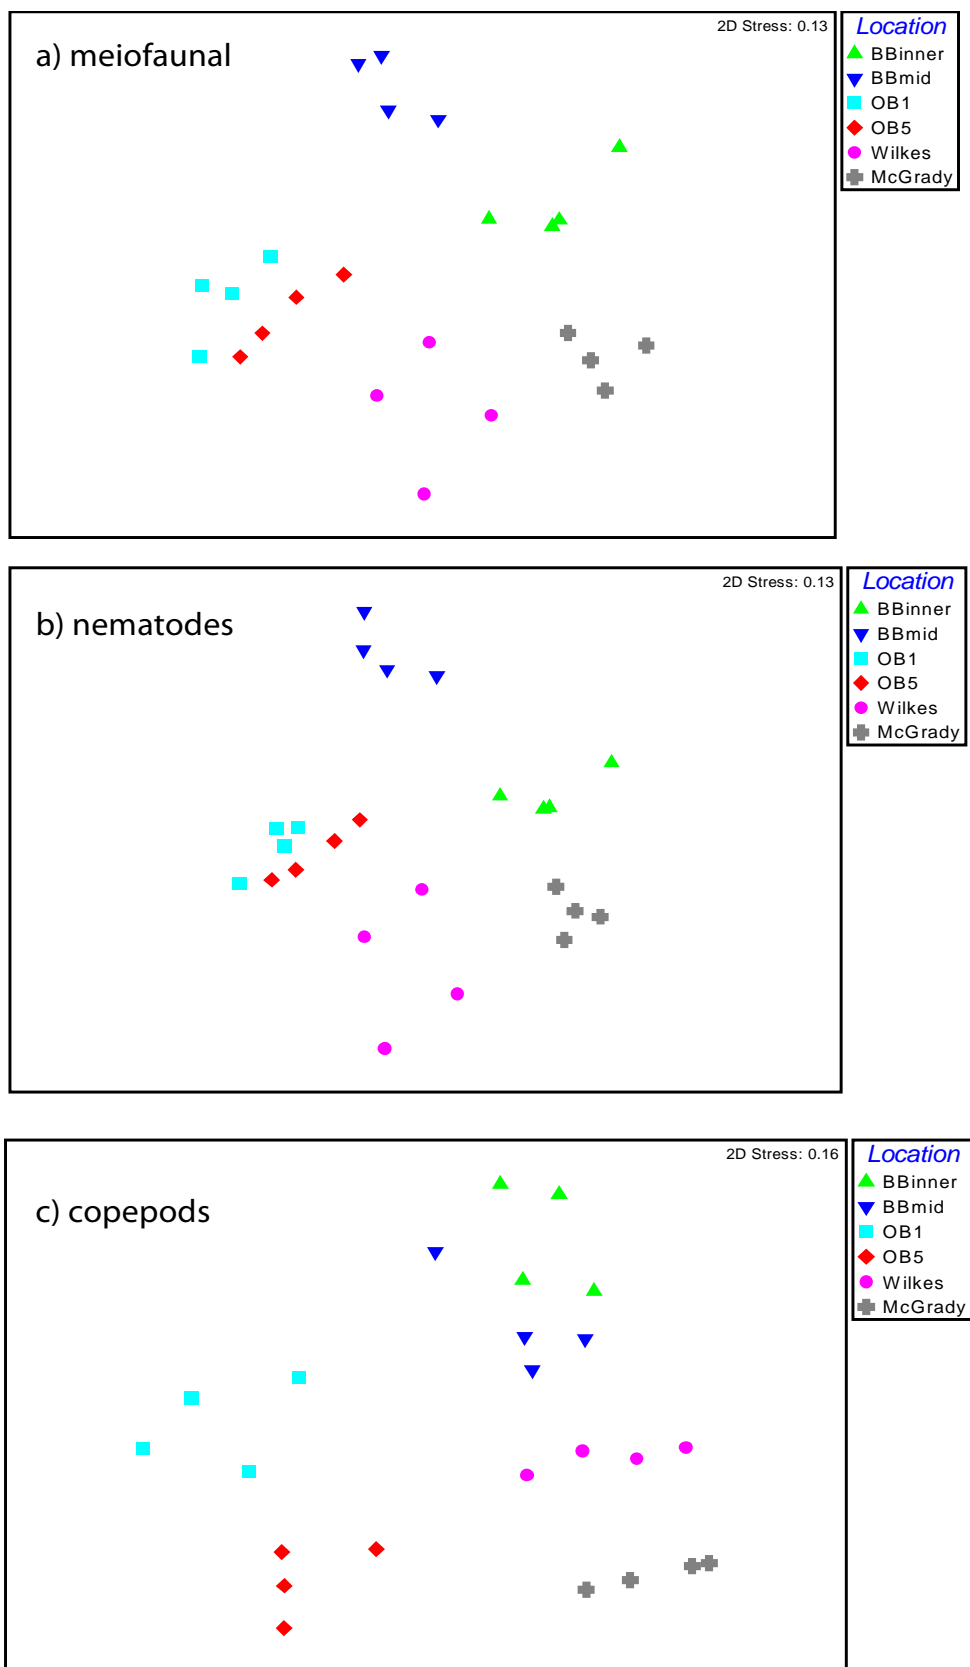 2D Stress: 0.13
a) meiofaunal
Location
BBinner
BBmid
OB1
OB5
Wilkes
McGrady
2D Stress: 0.13
b) nematodes
Location
BBinner
BBmid
OB1
OB5
Wilkes
McGrady
2D Stress: 0.16
c) copepods
Location
BBinner
BBmid
OB1
OB5
Wilkes
McGrady